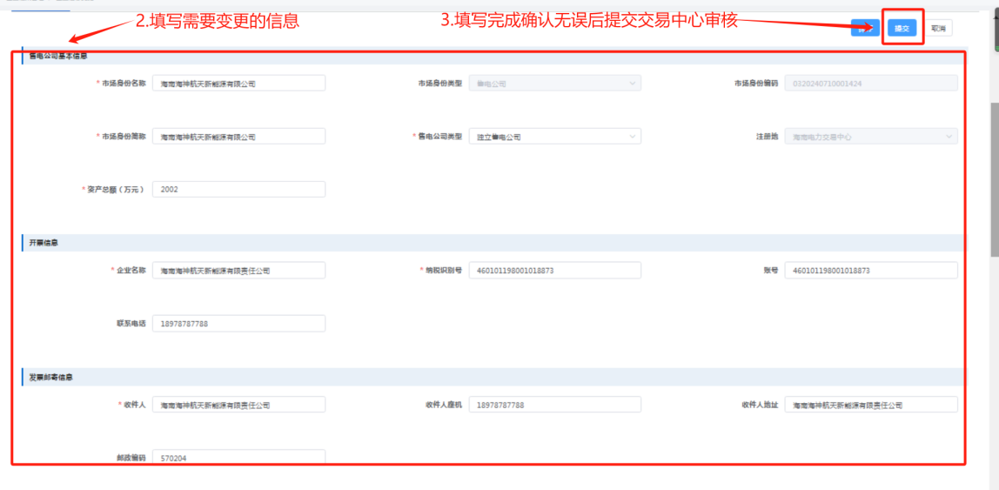 2.填写需要变更的信息
3.填写完成确认无误后提交交易中心审核
提交
取消
售电公司基本信息
* 市场身份名称 海南海神航天新能源有限公司
市场身份类型 售电公司
市场身份编码 0320240710001424
* 市场身份简称 海南海神航天新能源有限公司
* 售电公司类型 独立售电公司
注册地 海南电力交易中心
* 资产总额（万元） 2002
开票信息
* 企业名称 海南海神航天新能源有限责任公司
* 纳税识别号 460101198001018873
账号 460101198001018873
联系电话 18978787788
发票邮寄信息
* 收件人 海南海神航天新能源有限责任公司
收件人座机 18978787788
收件人地址 海南海神航天新能源有限责任公司
邮政编码 570204